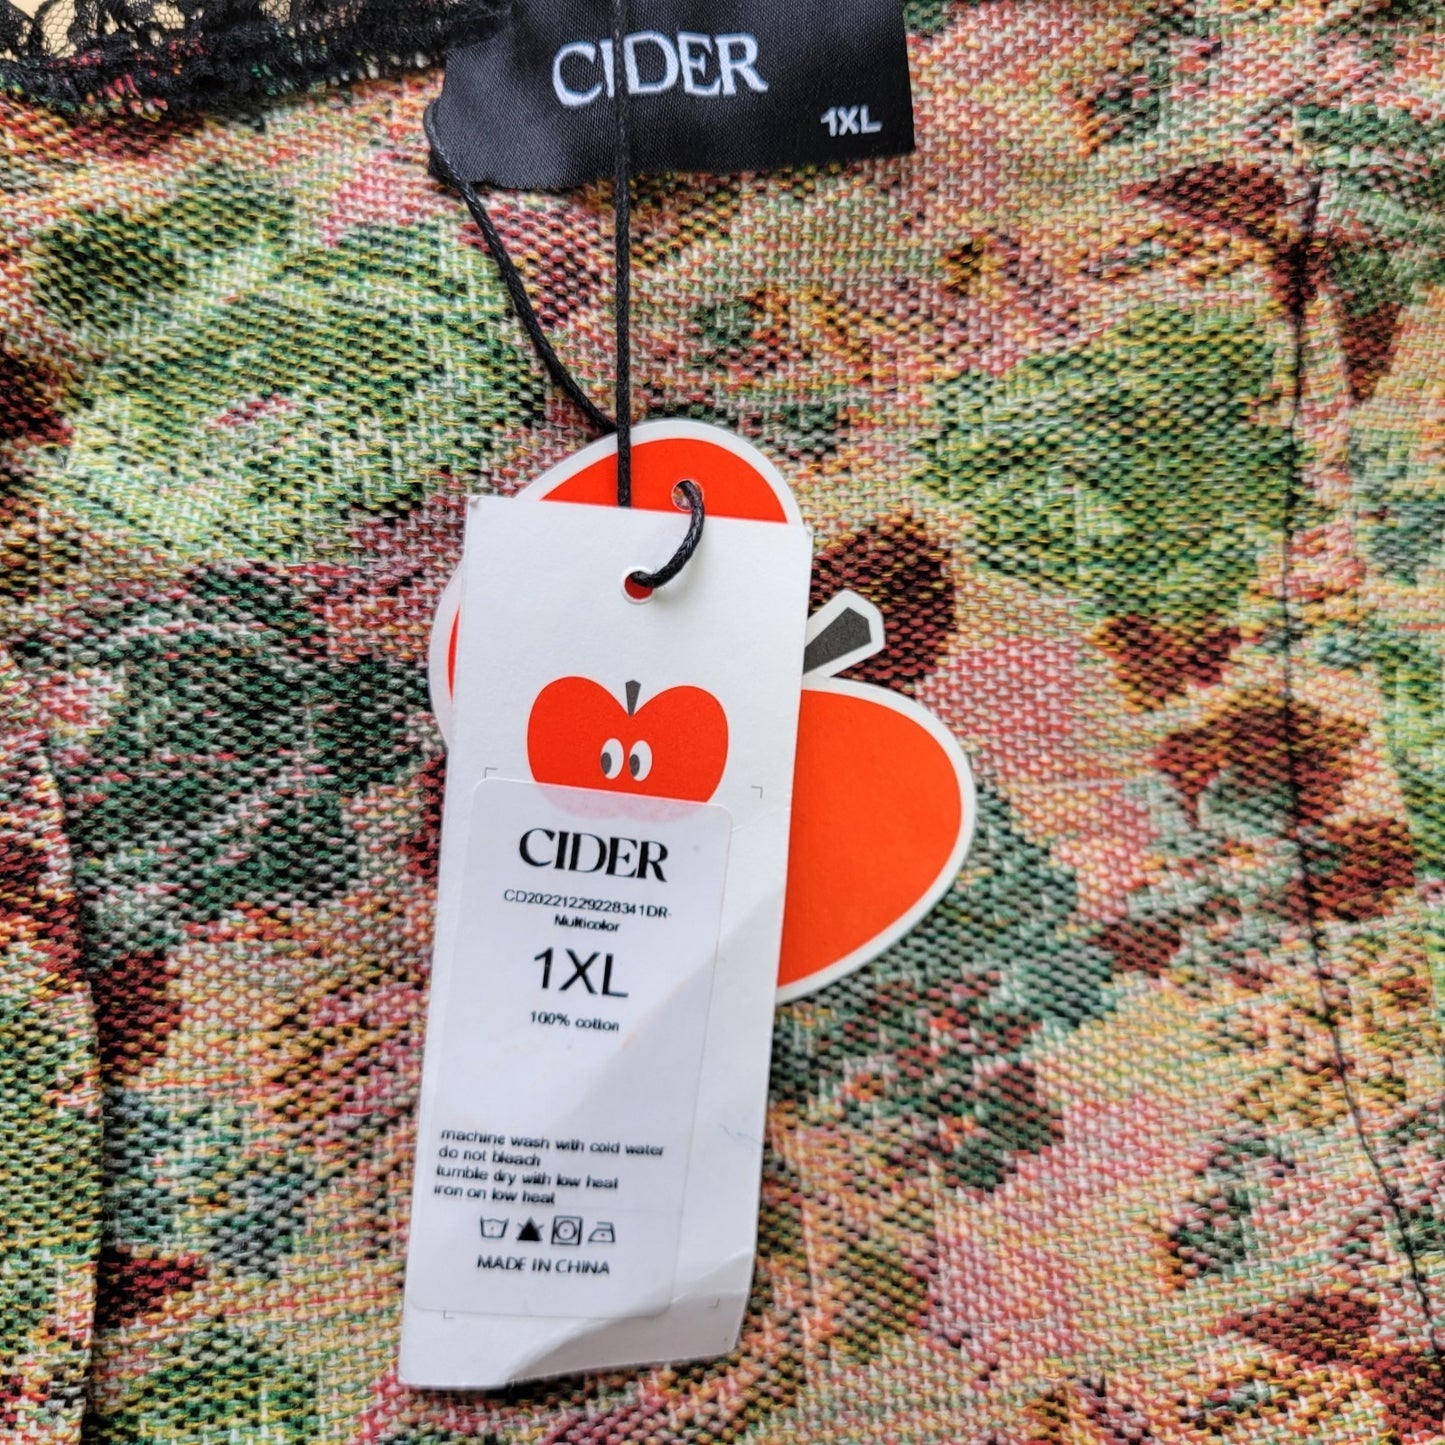 CIDER
1XL
CIDER
CD20221229228341DR-
Multicolor
1XL
100% cotton
machine wash with cold water
do not bleach
tumble dry with low heat
iron on low heat
MADE IN CHINA